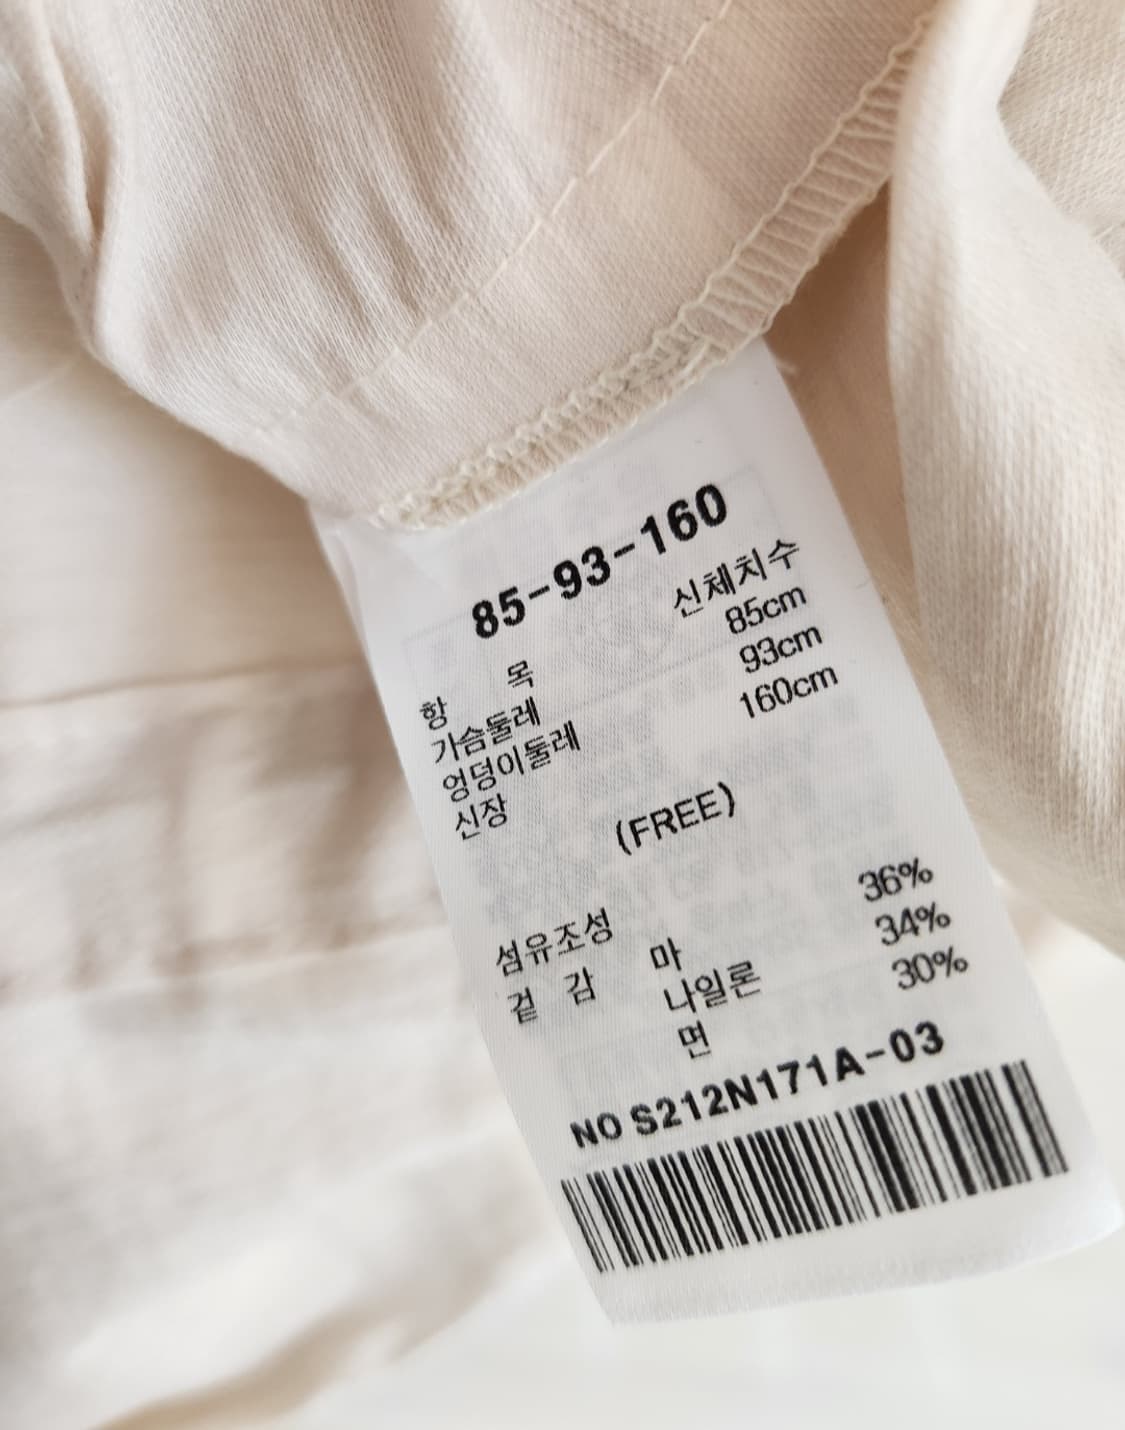 85-93-160
항 목 신체치수
가슴둘레 85cm
엉덩이둘레 93cm
신장 160cm
(FREE)
섬유조성
겉 감 마 36%
나일론 34%
면 30%
NO S212N171A-03